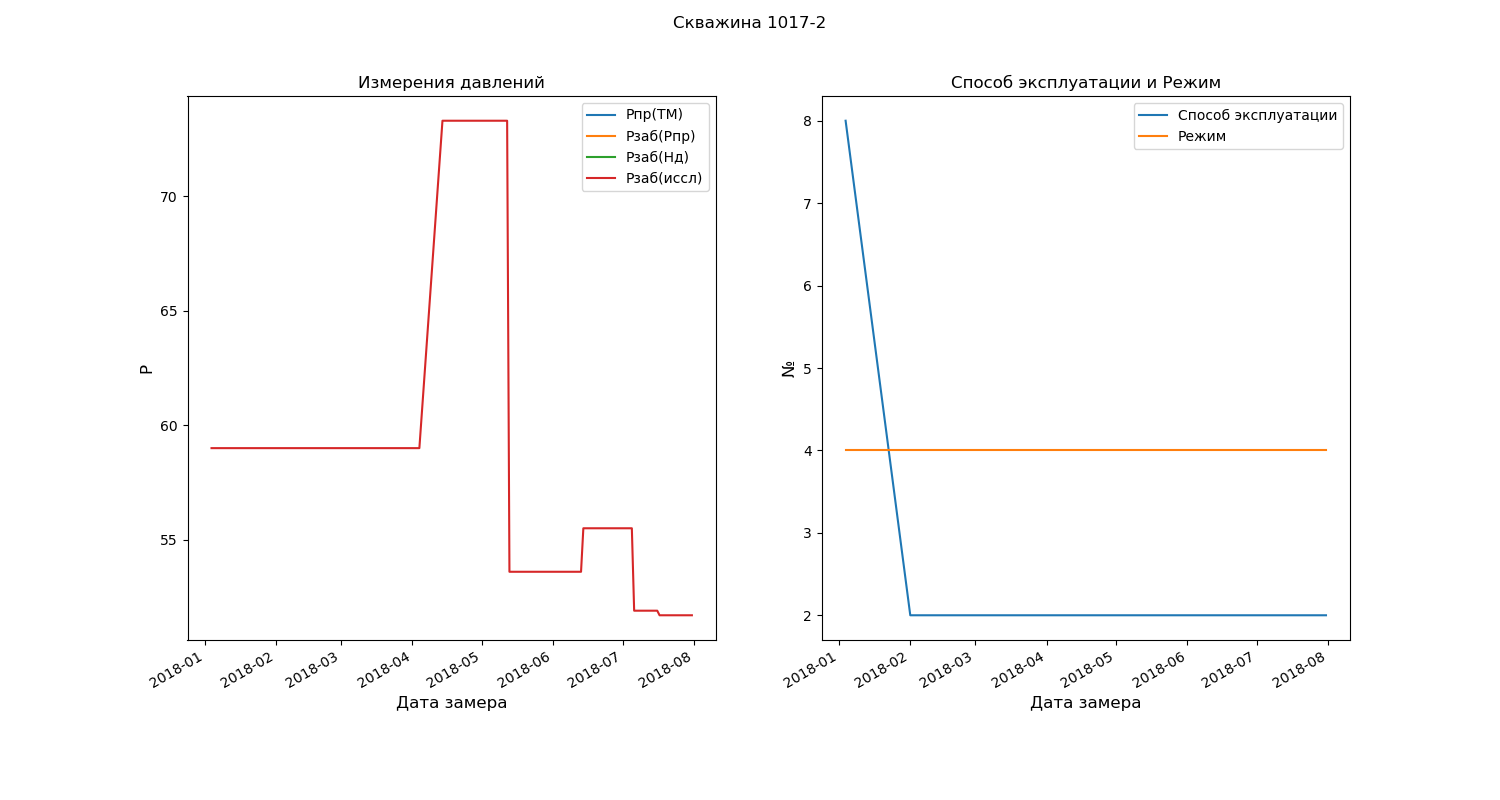 Скважина 1017-2
Измерения давлений
Рпр(ТМ)
Рзаб(Рпр)
Рзаб(Нд)
Рзаб(иссл)
70
65
60
55
Р
2018-01
2018-02
2018-03
2018-04
2018-05
2018-06
2018-07
2018-08
Дата замера
Способ эксплуатации и Режим
Способ эксплуатации
Режим
8
7
6
5
4
3
2
№
2018-01
2018-02
2018-03
2018-04
2018-05
2018-06
2018-07
2018-08
Дата замера